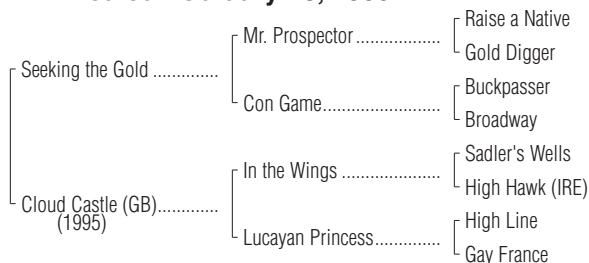 Raise a Native
Mr. Prospector ..................
Gold Digger
Seeking the Gold ..............
Buckpasser
Con Game.........................
Broadway
Sadler's Wells
In the Wings .....................
High Hawk (IRE)
Cloud Castle (GB).............
(1995)
High Line
Lucayan Princess..............
Gay France